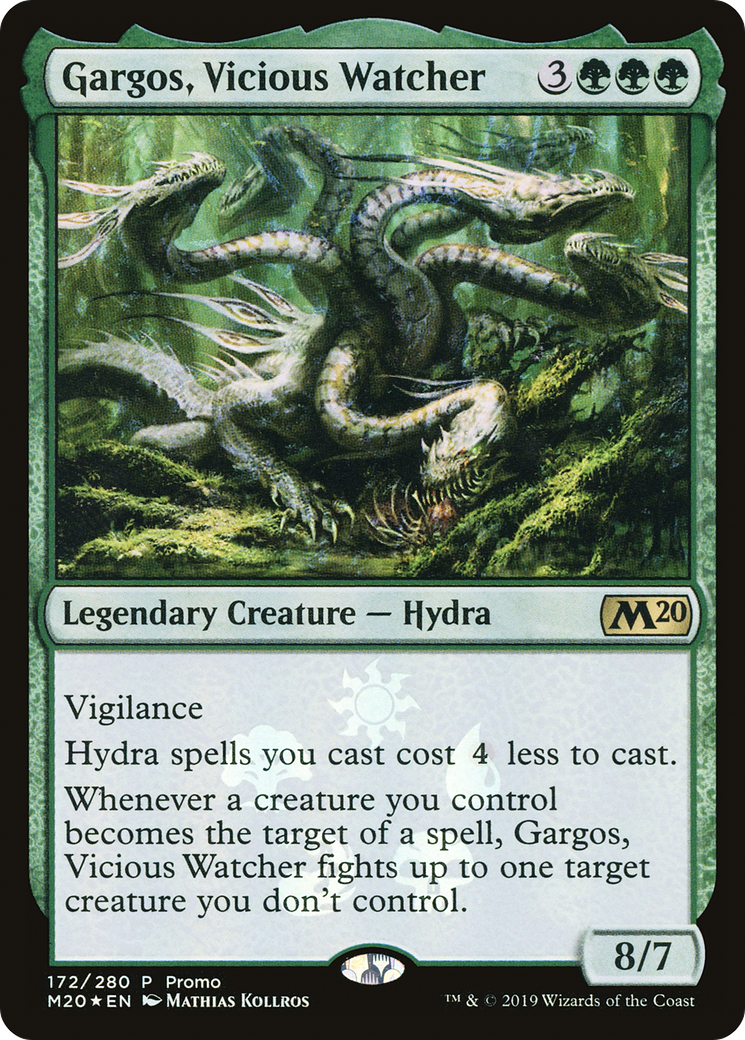 Gargos, Vicious Watcher 3
Legendary Creature — Hydra M20
Vigilance
Hydra spells you cast cost 4 less to cast.
Whenever a creature you control
becomes the target of a spell, Gargos,
Vicious Watcher fights up to one target
creature you don't control.
8/7
172/280 P Promo
M20★EN Mathias Kollros ™ & © 2019 Wizards of the Coast